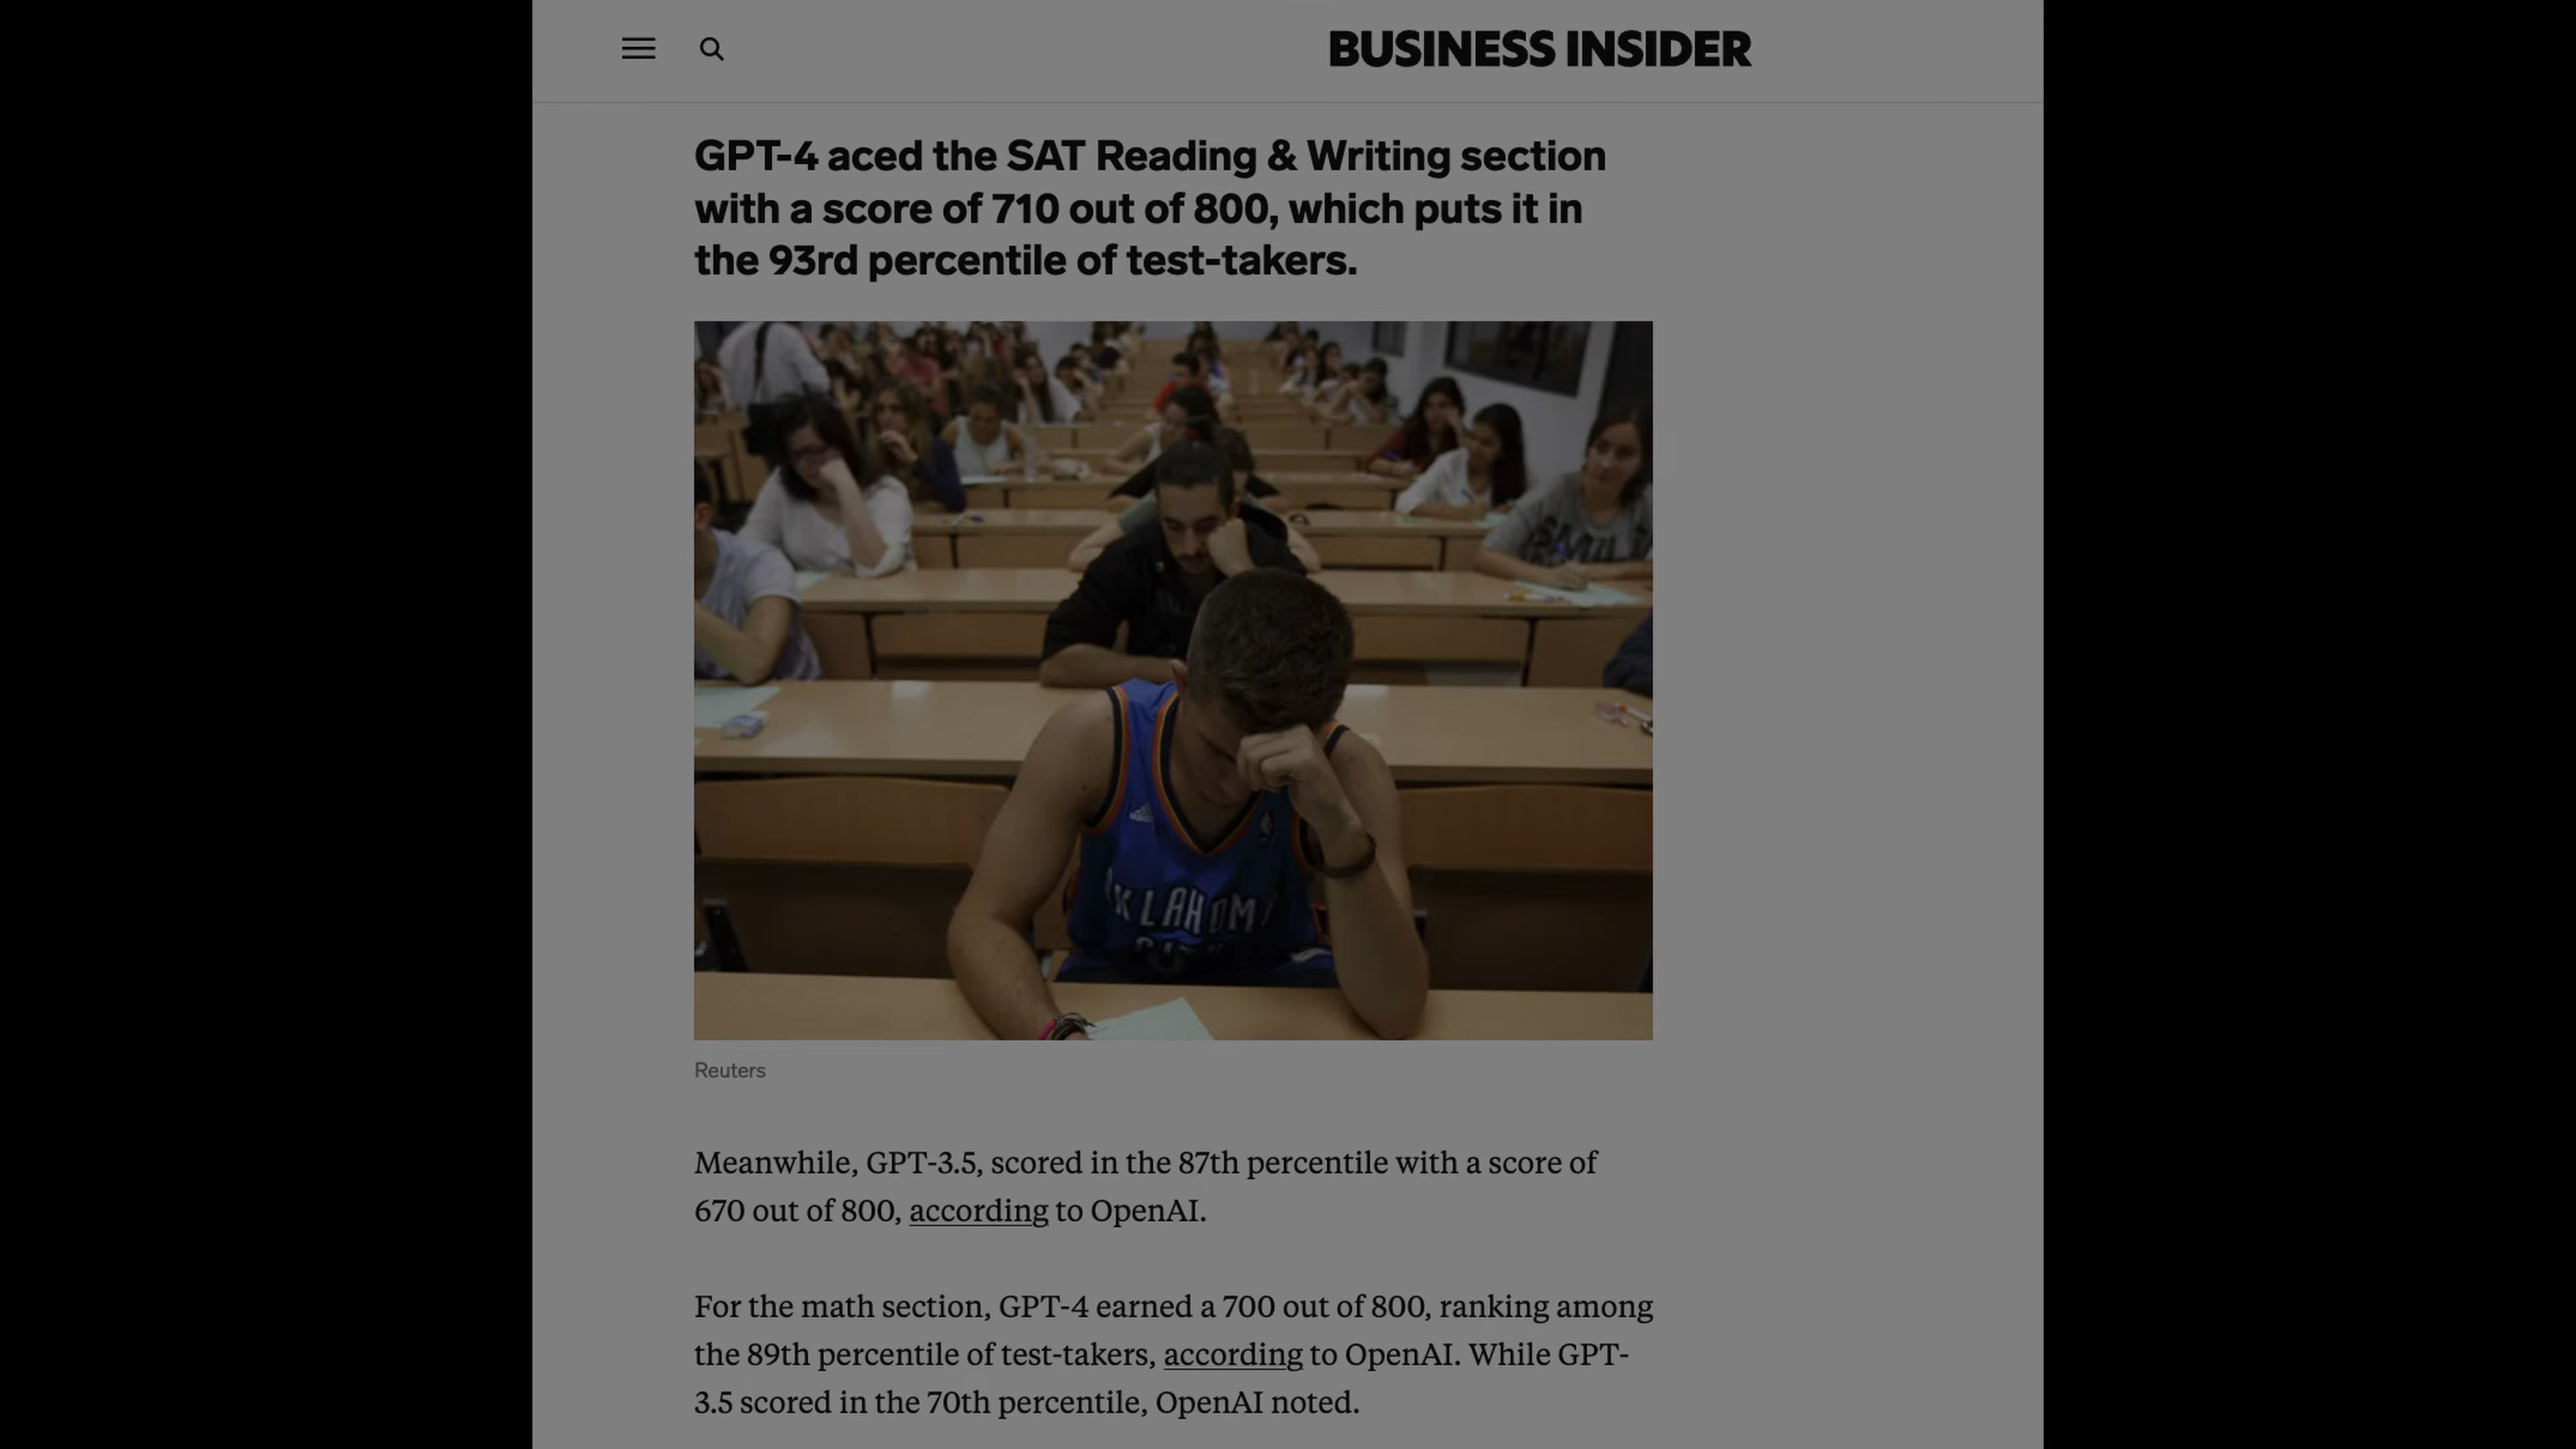 BUSINESS INSIDER
GPT-4 aced the SAT Reading & Writing section
with a score of 710 out of 800, which puts it in
the 93rd percentile of test-takers.
SMILE
OKLAHOMA
CITY
Reuters
Meanwhile, GPT-3.5, scored in the 87th percentile with a score of
670 out of 800, according to OpenAI.
For the math section, GPT-4 earned a 700 out of 800, ranking among
the 89th percentile of test-takers, according to OpenAI. While GPT-
3.5 scored in the 70th percentile, OpenAI noted.